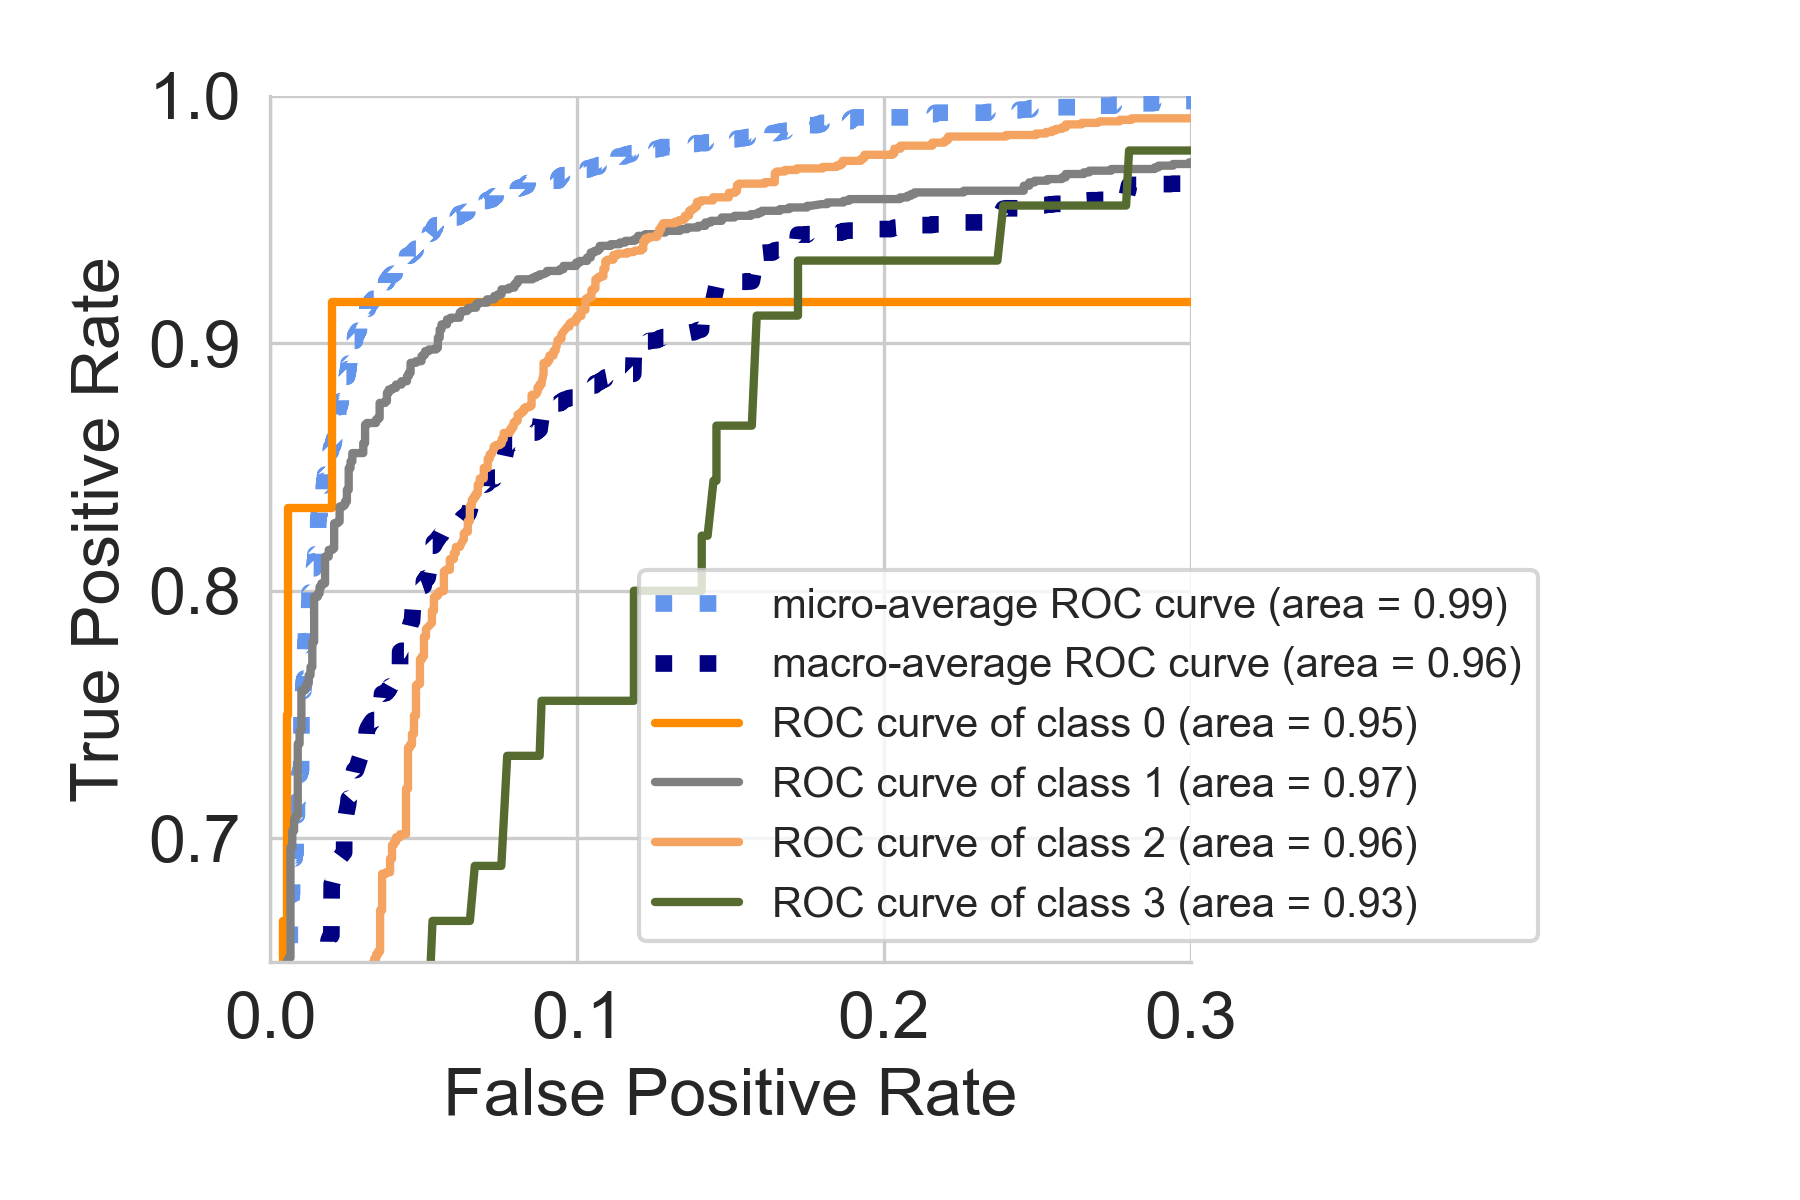 1.0
0.9
0.8
0.7
True Positive Rate
micro-average ROC curve (area = 0.99)
macro-average ROC curve (area = 0.96)
ROC curve of class 0 (area = 0.95)
ROC curve of class 1 (area = 0.97)
ROC curve of class 2 (area = 0.96)
ROC curve of class 3 (area = 0.93)
0.0 0.1 0.2 0.3
False Positive Rate